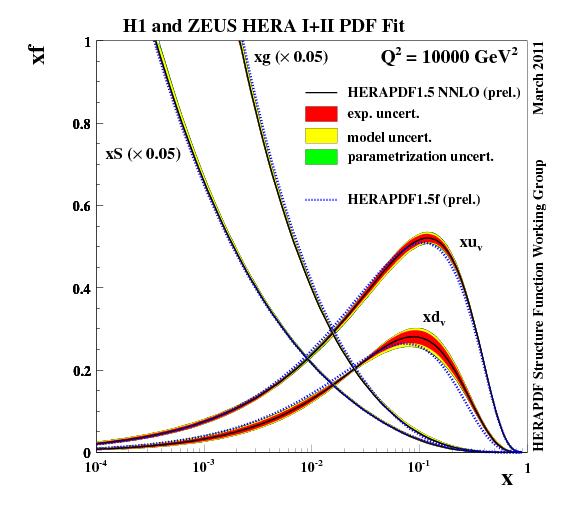 H1 and ZEUS HERA I+II PDF Fit
xf
1
xg (× 0.05)
Q² = 10000 GeV²
HERAPDF1.5 NNLO (prel.)
exp. uncert.
model uncert.
parametrization uncert.
HERAPDF1.5f (prel.)
0.8
xS (× 0.05)
0.6
xuᵥ
0.4
xdᵥ
0.2
0
10⁻⁴
10⁻³
10⁻²
10⁻¹
1
x
HERAPDF Structure Function Working Group March 2011